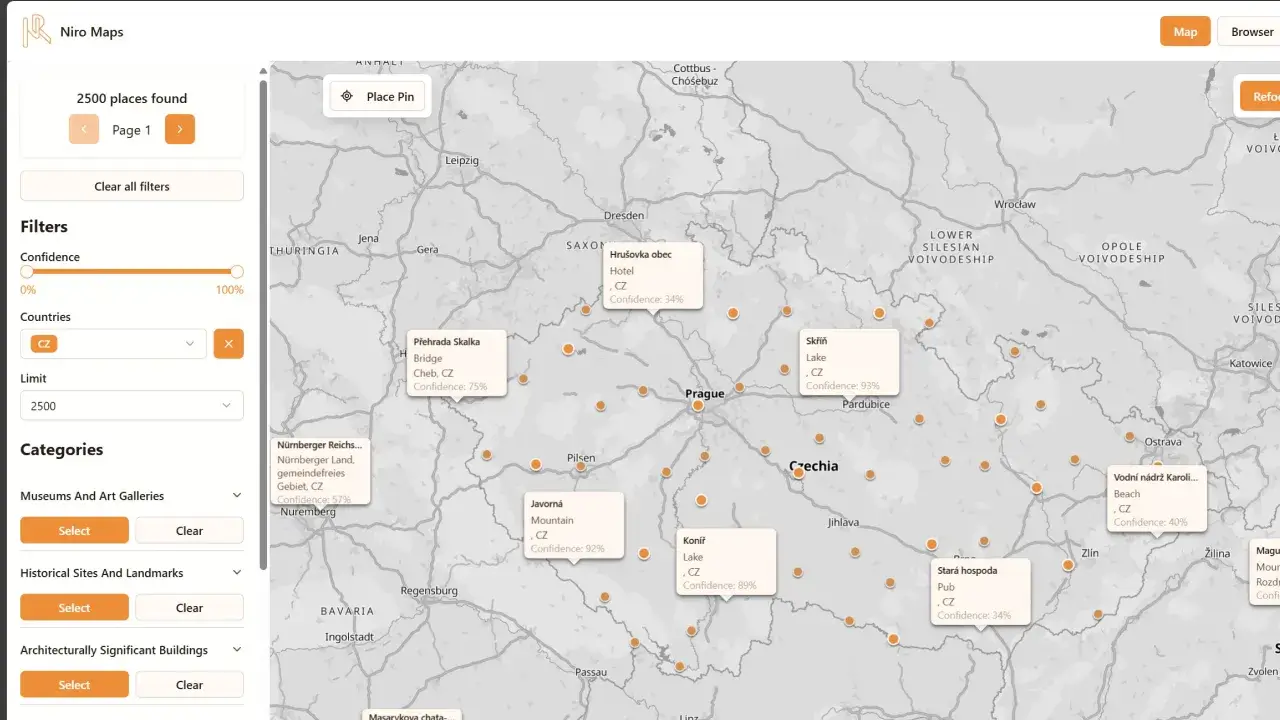 Niro Maps
Map
Browser
2500 places found
Page 1
Clear all filters
Filters
Confidence
0%
100%
Countries
CZ
Limit
2500
Categories
Museums And Art Galleries
Select
Clear
Historical Sites And Landmarks
Select
Clear
Architecturally Significant Buildings
Select
Clear
Place Pin
Refo
ANHALT
Cottbus -
Chóśebuz
Leipzig
Dresden
Wrocław
Jena
Gera
THURINGIA
SAXON
LOWER
SILESIAN
VOIVODESHIP
OPOLE
VOIVODESHIP
Katowice
Hrušovka obec
Hotel
, CZ
Confidence: 34%
Přehrada Skalka
Bridge
Cheb, CZ
Confidence: 75%
Skříň
Lake
, CZ
Confidence: 93%
Prague
Pardubice
Ostrava
Pilsen
Czechia
Nürnberger Reichs...
Nürnberger Land,
gemeindefreies
Gebiet, CZ
Confidence: 57%
Nuremberg
Vodní nádrž Karoli...
Beach
, CZ
Confidence: 40%
Javorná
Mountain
, CZ
Confidence: 92%
Jihlava
Koníř
Lake
, CZ
Confidence: 89%
Zlín
Žilina
Stará hospoda
Pub
, CZ
Confidence: 34%
Magu
Moun
Rozd
Confi
Regensburg
BAVARIA
Ingolstadt
Passau
Zvolen
Linz
Masarykova chata-...